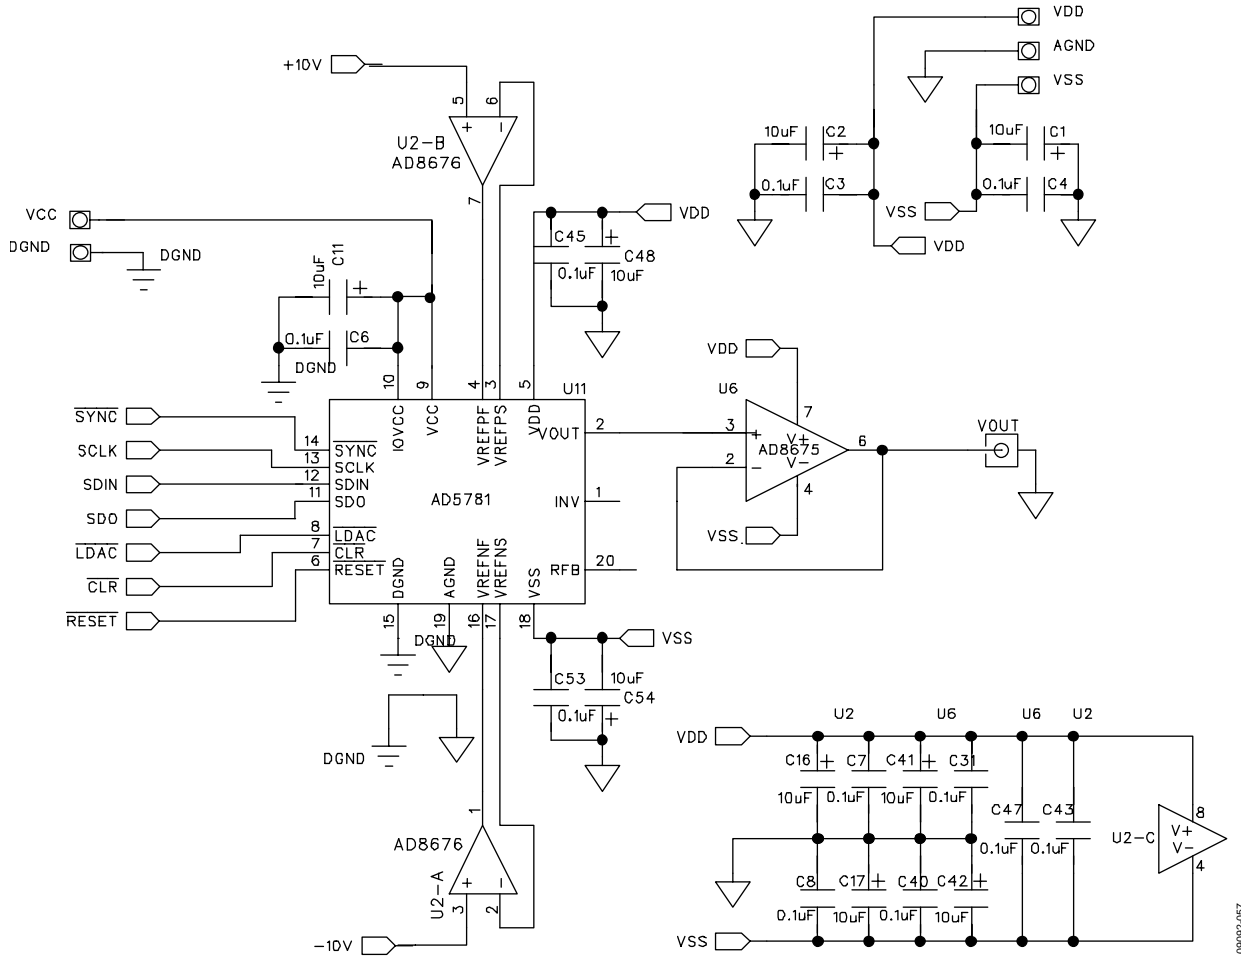 VDD
AGND
VSS
+10V
5
6
+
−
U2-B
AD8676
7
10uF
C2
+
10uF
C1
+
0.1uF
C3
0.1uF
C4
VSS
VDD
VCC
DGND
DGND
VDD
C45
0.1uF
+
C48
10uF
10uF
C11
+
0.1uF
C6
DGND
10
9
4
3
5
U11
IOVCC
VCC
VREFPF
VREFPS
VDD
SYNC
SCLK
SDIN
SDO
LDAC
CLR
RESET
14
13
12
11
8
7
6
SYNC
SCLK
SDIN
SDO
LDAC
CLR
RESET
AD5781
VOUT
2
INV
1
RFB
20
DGND
AGND
VREFNF
VREFNS
VSS
15
19
16
17
18
DGND
VDD
U6
7
3
+
V+
AD8675
2
−
V−
4
6
VSS
VOUT
VSS
C53
0.1uF
10uF
C54
+
DGND
1
AD8676
U2-A
+
−
3
2
−10V
U2
U6
U6
U2
VDD
C16
+
C7
C41
+
C31
10uF
0.1uF
10uF
0.1uF
C47
C43
0.1uF
0.1uF
U2-C
8
V+
V−
4
C8
C17
+
C40
C42
+
0.1uF
10uF
0.1uF
10uF
VSS
09092-057